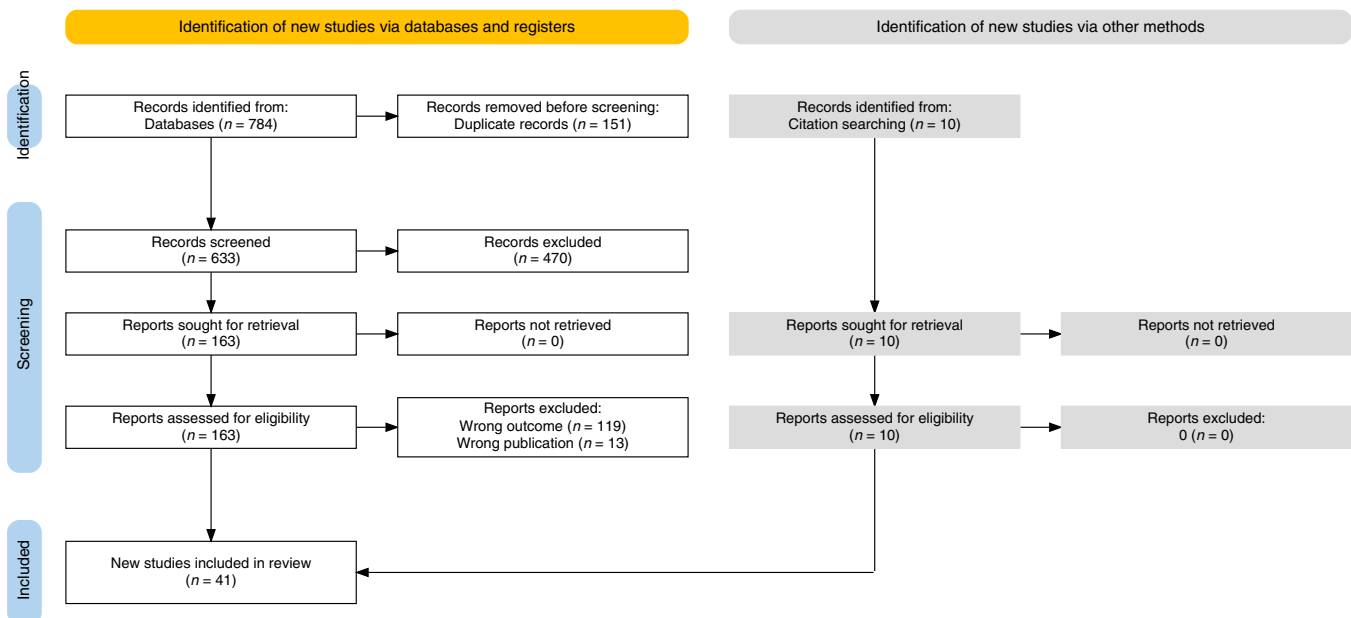 Identification of new studies via databases and registers
Identification of new studies via other methods
Identification
Records identified from:
Databases (n = 784)
Records removed before screening:
Duplicate records (n = 151)
Records identified from:
Citation searching (n = 10)
Screening
Records screened
(n = 633)
Records excluded
(n = 470)
Reports sought for retrieval
(n = 163)
Reports not retrieved
(n = 0)
Reports sought for retrieval
(n = 10)
Reports not retrieved
(n = 0)
Reports assessed for eligibility
(n = 163)
Reports excluded:
Wrong outcome (n = 119)
Wrong publication (n = 13)
Reports assessed for eligibility
(n = 10)
Reports excluded:
0 (n = 0)
Included
New studies included in review
(n = 41)